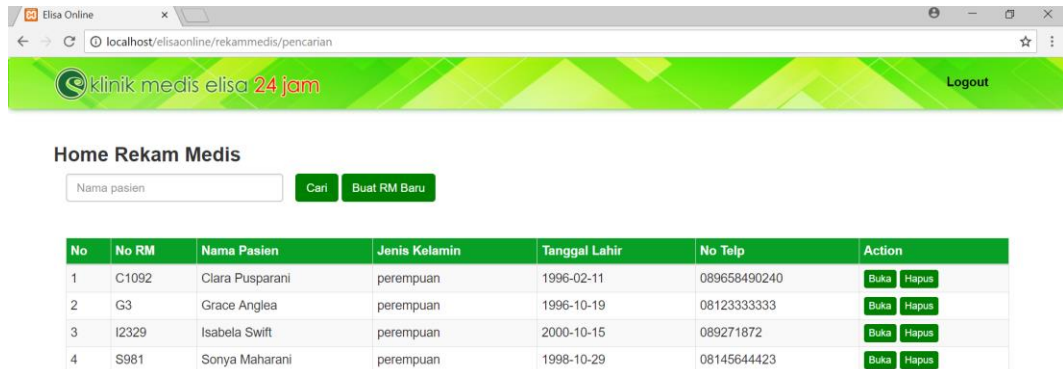 Elisa Online
localhost/elisaonline/rekammedis/pencarian
klinik medis elisa 24 jam
Logout
Home Rekam Medis
Nama pasien Cari Buat RM Baru
No No RM Nama Pasien Jenis Kelamin Tanggal Lahir No Telp Action
1 C1092 Clara Pusparani perempuan 1996-02-11 089658490240 Buka Hapus
2 G3 Grace Anglea perempuan 1996-10-19 08123333333 Buka Hapus
3 I2329 Isabela Swift perempuan 2000-10-15 089271872 Buka Hapus
4 S981 Sonya Maharani perempuan 1998-10-29 08145644423 Buka Hapus